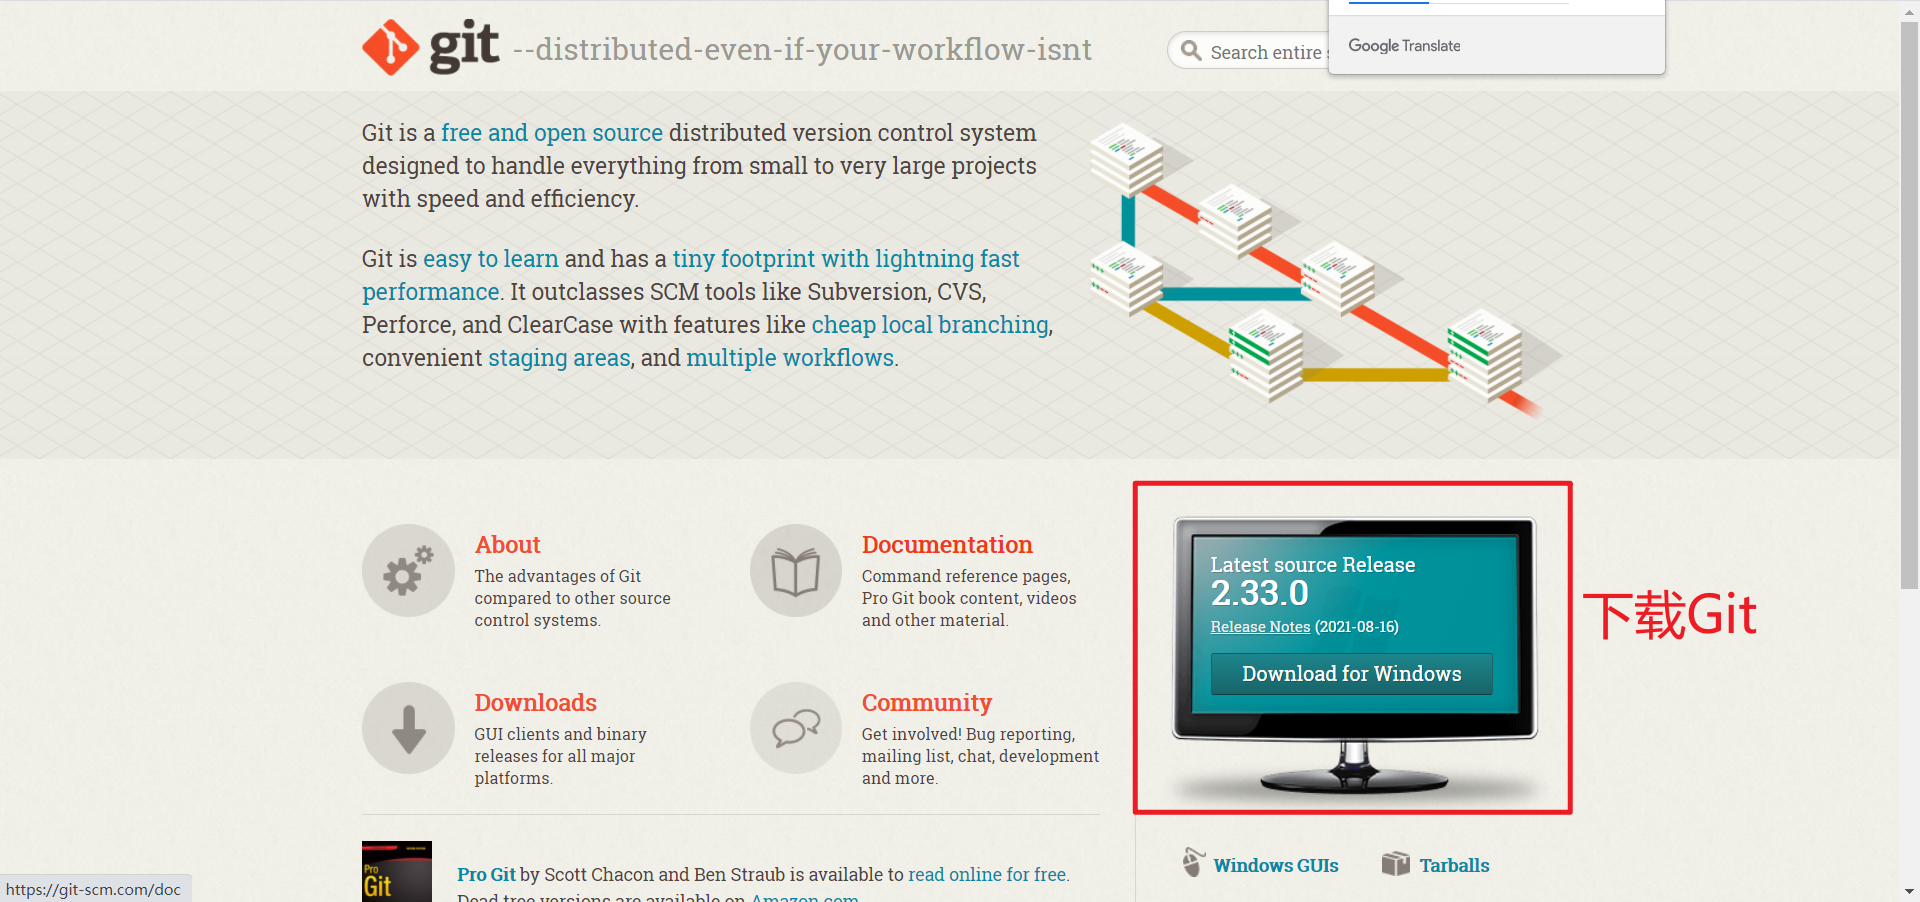 git --distributed-even-if-your-workflow-isnt
Search entire
Google Translate
Git is a free and open source distributed version control system
designed to handle everything from small to very large projects
with speed and efficiency.
Git is easy to learn and has a tiny footprint with lightning fast
performance. It outclasses SCM tools like Subversion, CVS,
Perforce, and ClearCase with features like cheap local branching,
convenient staging areas, and multiple workflows.
About
The advantages of Git
compared to other source
control systems.
Documentation
Command reference pages,
Pro Git book content, videos
and other material.
Downloads
GUI clients and binary
releases for all major
platforms.
Community
Get involved! Bug reporting,
mailing list, chat, development
and more.
Latest source Release
2.33.0
Release Notes (2021-08-16)
Download for Windows
下载Git
Windows GUIs
Tarballs
Pro
Git
Pro Git by Scott Chacon and Ben Straub is available to read online for free.
Dead tree versions are available on Amazon.com.
https://git-scm.com/doc